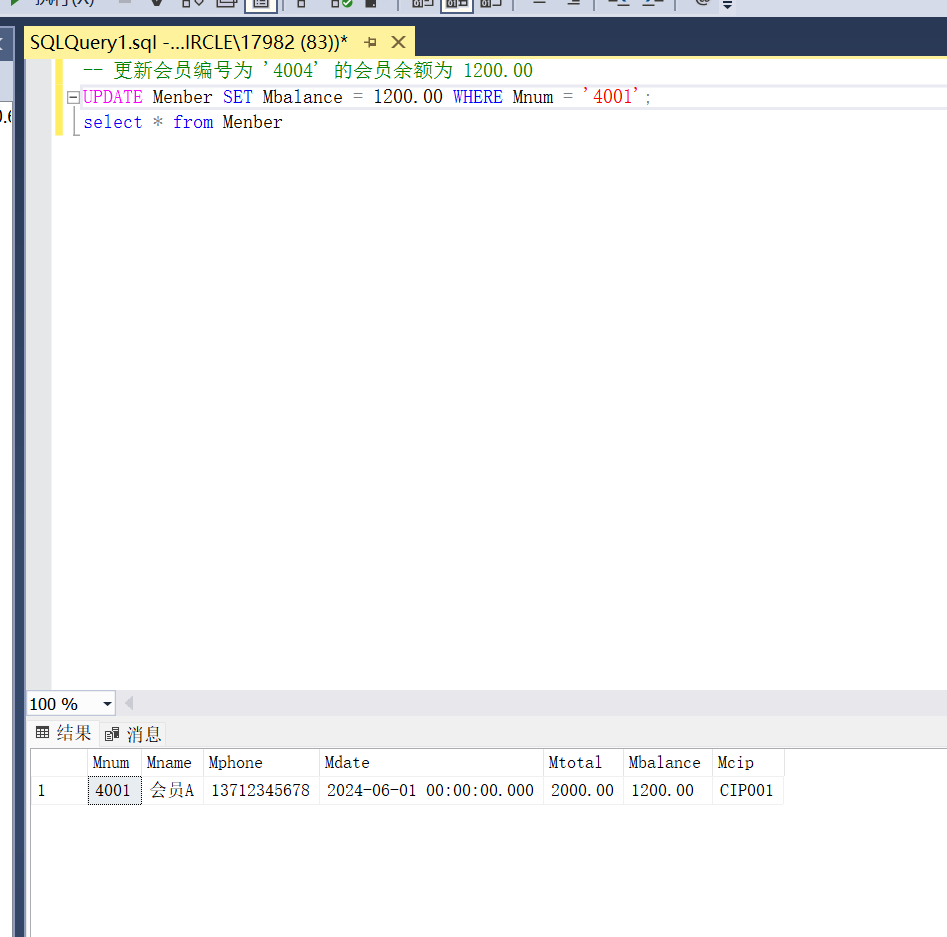 SQLQuery1.sql -...IRCLE\17982 (83))*
-- 更新会员编号为 '4004' 的会员余额为 1200.00
UPDATE Menber SET Mbalance = 1200.00 WHERE Mnum = '4001';
select * from Menber
100 %
结果 消息
Mnum Mname Mphone Mdate Mtotal Mbalance Mcip
1 4001 会员A 13712345678 2024-06-01 00:00:00.000 2000.00 1200.00 CIP001